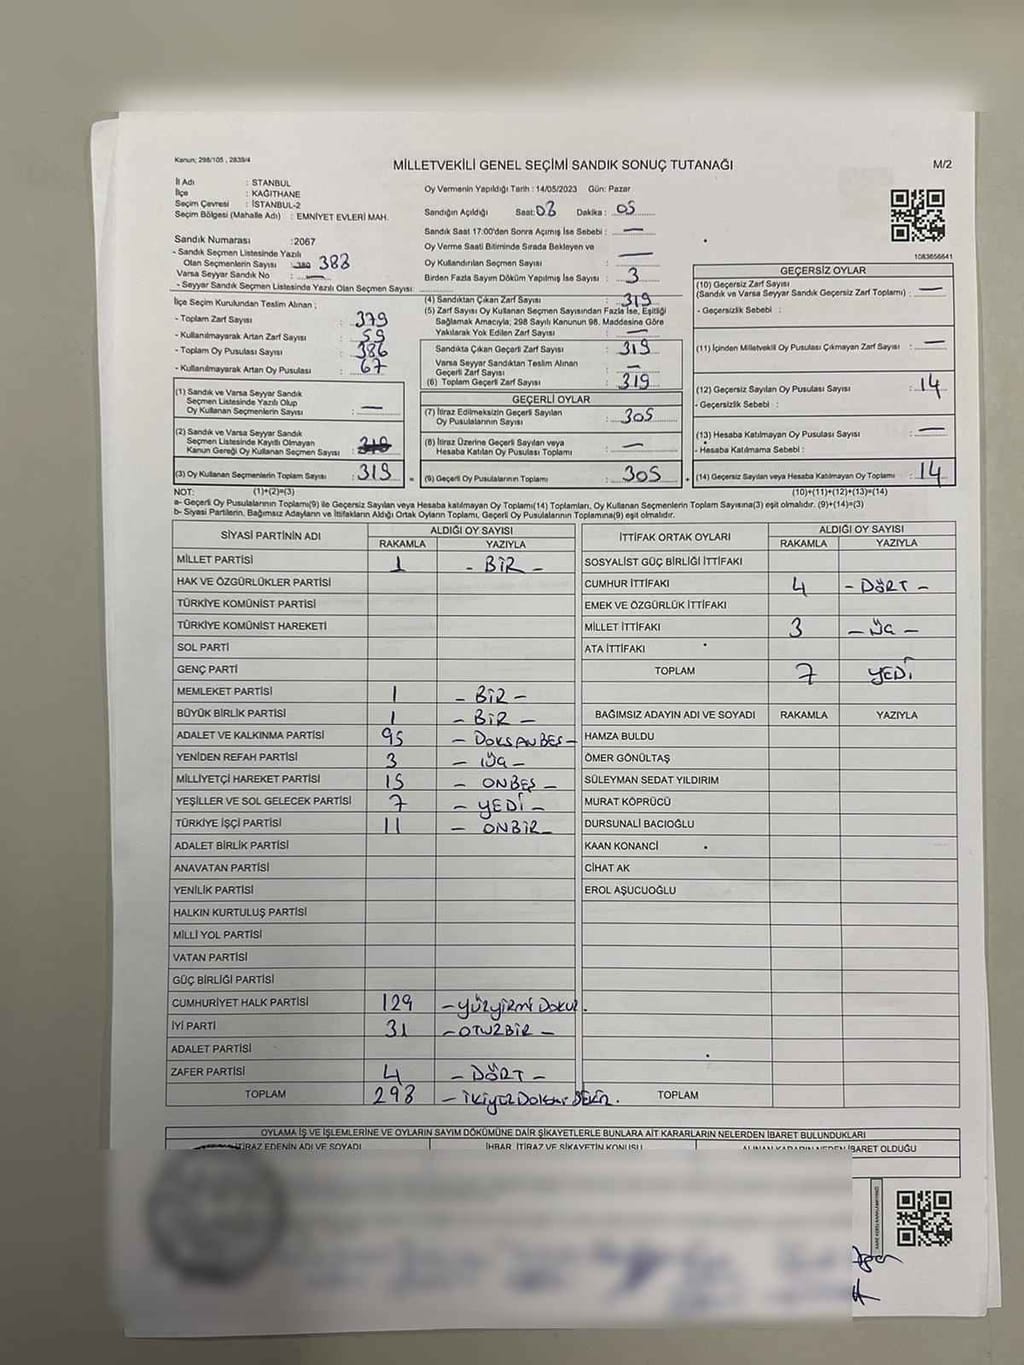 Kanun; 298/105 , 2839/4
MİLLETVEKİLİ GENEL SEÇİMİ SANDIK SONUÇ TUTANAĞI
M/2
İl Adı : İSTANBUL
İlçe : KAĞITHANE
Seçim Çevresi : İSTANBUL-2
Seçim Bölgesi (Mahalle Adı) : EMNİYET EVLERİ MAH.
Sandık Numarası :2067
- Sandık Seçmen Listesinde Yazılı
Olan Seçmenlerin Sayısı : 380 383
Varsa Seyyar Sandık No : —
- Seyyar Sandık Seçmen Listesinde Yazılı Olan Seçmen Sayısı:
Oy Vermenin Yapıldığı Tarih : 14/05/2023 Gün: Pazar
Sandığın Açıldığı Saat: 08 Dakika : 05
Sandık Saat 17:00'den Sonra Açımış İse Sebebi : —
Oy Verme Saati Bitiminde Sırada Bekleyen ve
Oy Kullandırılan Seçmen Sayısı : —
Birden Fazla Sayım Döküm Yapılmış İse Sayısı : 3
1083656641
İlçe Seçim Kurulundan Teslim Alınan ;
- Toplam Zarf Sayısı : 379
- Kullanılmayarak Artan Zarf Sayısı : 59
- Toplam Oy Pusulası Sayısı : 386
- Kullanılmayarak Artan Oy Pusulası : 67
(1) Sandık ve Varsa Seyyar Sandık
Seçmen Listesinde Yazılı Olup
Oy Kullanan Seçmenlerin Sayısı : —
(2) Sandık ve Varsa Seyyar Sandık
Seçmen Listesinde Kayıtlı Olmayan
Kanun Gereği Oy Kullanan Seçmen Sayısı :
(3) Oy Kullanan Seçmenlerin Toplam Sayısı : 319
(4) Sandıktan Çıkan Zarf Sayısı : 319
(5) Zarf Sayısı Oy Kullanan Seçmen Sayısından Fazla İse, Eşitliği
Sağlamak Amacıyla; 298 Sayılı Kanunun 98. Maddesine Göre
Yakılarak Yok Edilen Zarf Sayısı : —
Sandıkta Çıkan Geçerli Zarf Sayısı : 319
Varsa Seyyar Sandıktan Teslim Alınan
Geçerli Zarf Sayısı : —
(6) Toplam Geçerli Zarf Sayısı : 319
GEÇERLİ OYLAR
(7) İtiraz Edilmeksizin Geçerli Sayılan
Oy Pusulalarının Sayısı : 305
(8) İtiraz Üzerine Geçerli Sayılan veya
Hesaba Katılan Oy Pusulası Toplamı : —
(9) Geçerli Oy Pusulalarının Toplamı : 305
GEÇERSİZ OYLAR
(10) Geçersiz Zarf Sayısı
(Sandık ve Varsa Seyyar Sandık Geçersiz Zarf Toplamı) : —
- Geçersizlik Sebebi :
(11) İçinden Milletvekili Oy Pusulası Çıkmayan Zarf Sayısı : —
(12) Geçersiz Sayılan Oy Pusulası Sayısı : 14
- Geçersizlik Sebebi :
(13) Hesaba Katılmayan Oy Pusulası Sayısı : —
- Hesaba Katılmama Sebebi :
(14) Geçersiz Sayılan veya Hesaba Katılmayan Oy Toplamı : 14
NOT: (1)+(2)=(3) (10)+(11)+(12)+(13)=(14)
a- Geçerli Oy Pusulalarının Toplamı(9) ile Geçersiz Sayılan veya Hesaba katılmayan Oy Toplamı(14) Toplamları, Oy Kullanan Seçmenlerin Toplam Sayısına(3) eşit olmalıdır. (9)+(14)=(3)
b- Siyasi Partilerin, Bağımsız Adayların ve İttifakların Aldığı Ortak Oyların Toplamı, Geçerli Oy Pusulalarının Toplamına(9) eşit olmalıdır.
SİYASİ PARTİNİN ADI ALDIĞI OY SAYISI
RAKAMLA YAZIYLA
MİLLET PARTİSİ 1 - BİR -
HAK VE ÖZGÜRLÜKLER PARTİSİ
TÜRKİYE KOMÜNİST PARTİSİ
TÜRKİYE KOMÜNİST HAREKETİ
SOL PARTİ
GENÇ PARTİ
MEMLEKET PARTİSİ 1 - BİR -
BÜYÜK BİRLİK PARTİSİ 1 - BİR -
ADALET VE KALKINMA PARTİSİ 95 - DOKSANBEŞ -
YENİDEN REFAH PARTİSİ 3 - Üç -
MİLLİYETÇİ HAREKET PARTİSİ 15 - ONBEŞ -
YEŞİLLER VE SOL GELECEK PARTİSİ 7 - YEDİ -
TÜRKİYE İŞÇİ PARTİSİ 11 - ONBİR -
ADALET BİRLİK PARTİSİ
ANAVATAN PARTİSİ
YENİLİK PARTİSİ
HALKIN KURTULUŞ PARTİSİ
MİLLİ YOL PARTİSİ
VATAN PARTİSİ
GÜÇ BİRLİĞİ PARTİSİ
CUMHURİYET HALK PARTİSİ 129 - YÜZYİRMİ DOKUZ.
İYİ PARTİ 31 - OTUZBİR -
ADALET PARTİSİ
ZAFER PARTİSİ 4 - DÖRT -
TOPLAM 298 - İKİYÜZ DOKSAN SEKİZ.
İTTİFAK ORTAK OYLARI ALDIĞI OY SAYISI
RAKAMLA YAZIYLA
SOSYALİST GÜÇ BİRLİĞİ İTTİFAKI
CUMHUR İTTİFAKI 4 - DÖRT -
EMEK VE ÖZGÜRLÜK İTTİFAKI
MİLLET İTTİFAKI 3 - Üç -
ATA İTTİFAKI
TOPLAM 7 YEDİ
BAĞIMSIZ ADAYIN ADI VE SOYADI RAKAMLA YAZIYLA
HAMZA BULDU
ÖMER GÖNÜLTAŞ
SÜLEYMAN SEDAT YILDIRIM
MURAT KÖPRÜCÜ
DURSUNALİ BACIOĞLU
KAAN KONANCİ
CİHAT AK
EROL AŞUCUOĞLU
TOPLAM
OYLAMA İŞ VE İŞLEMLERİNE VE OYLARIN SAYIM DÖKÜMÜNE DAİR ŞİKAYETLERLE BUNLARA AİT KARARLARIN NELERDEN İBARET BULUNDUKLARI
İTİRAZ EDENİN ADI VE SOYADI İHBAR, İTİRAZ VE ŞİKAYETİN KONUSU ALINAN KARARIN NEDEN İBARET OLDUĞU